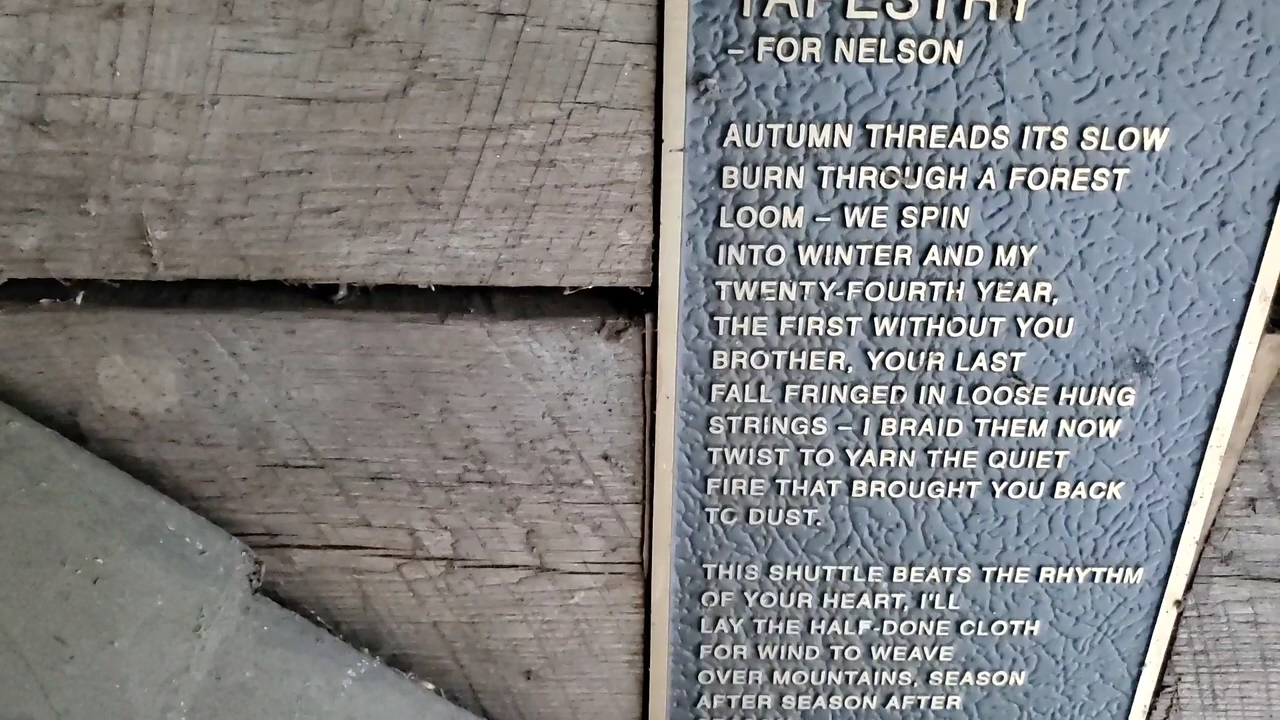 TAPESTRY
– FOR NELSON
AUTUMN THREADS ITS SLOW
BURN THROUGH A FOREST
LOOM – WE SPIN
INTO WINTER AND MY
TWENTY-FOURTH YEAR,
THE FIRST WITHOUT YOU
BROTHER, YOUR LAST
FALL FRINGED IN LOOSE HUNG
STRINGS – I BRAID THEM NOW
TWIST TO YARN THE QUIET
FIRE THAT BROUGHT YOU BACK
TO DUST.
THIS SHUTTLE BEATS THE RHYTHM
OF YOUR HEART, I'LL
LAY THE HALF-DONE CLOTH
FOR WIND TO WEAVE
OVER MOUNTAINS, SEASON
AFTER SEASON AFTER